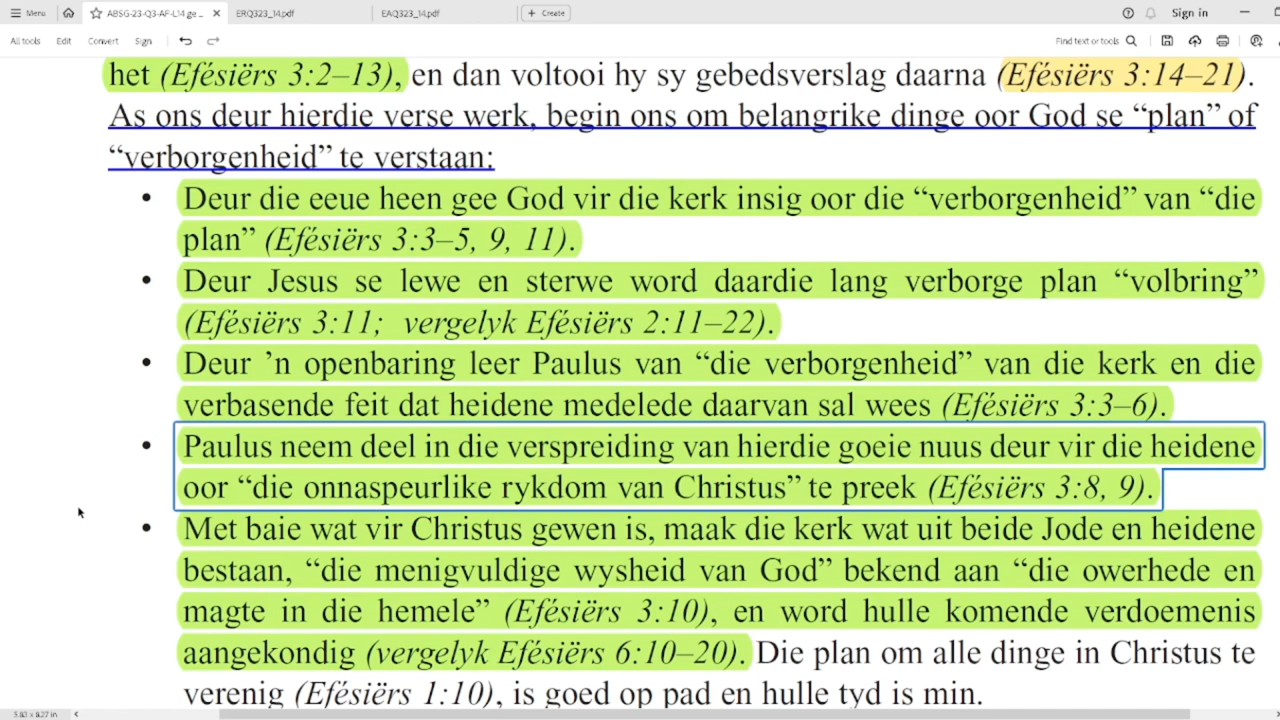 Menu
ABSG-23-Q3-AF-L14 ge ...
ERQ323_14.pdf
EAQ323_14.pdf
+ Create
Sign in
All tools Edit Convert Sign
Find text or tools
het (Efésiërs 3:2–13), en dan voltooi hy sy gebedsverslag daarna (Efésiërs 3:14–21).
As ons deur hierdie verse werk, begin ons om belangrike dinge oor God se “plan” of
“verborgenheid” te verstaan:
• Deur die eeue heen gee God vir die kerk insig oor die “verborgenheid” van “die
plan” (Efésiërs 3:3–5, 9, 11).
• Deur Jesus se lewe en sterwe word daardie lang verborge plan “volbring”
(Efésiërs 3:11; vergelyk Efésiërs 2:11–22).
• Deur ’n openbaring leer Paulus van “die verborgenheid” van die kerk en die
verbasende feit dat heidene medelede daarvan sal wees (Efésiërs 3:3–6).
• Paulus neem deel in die verspreiding van hierdie goeie nuus deur vir die heidene
oor “die onnaspeurlike rykdom van Christus” te preek (Efésiërs 3:8, 9).
• Met baie wat vir Christus gewen is, maak die kerk wat uit beide Jode en heidene
bestaan, “die menigvuldige wysheid van God” bekend aan “die owerhede en
magte in die hemele” (Efésiërs 3:10), en word hulle komende verdoemenis
aangekondig (vergelyk Efésiërs 6:10–20). Die plan om alle dinge in Christus te
verenig (Efésiërs 1:10), is goed op pad en hulle tyd is min.
5.83 x 8.27 in